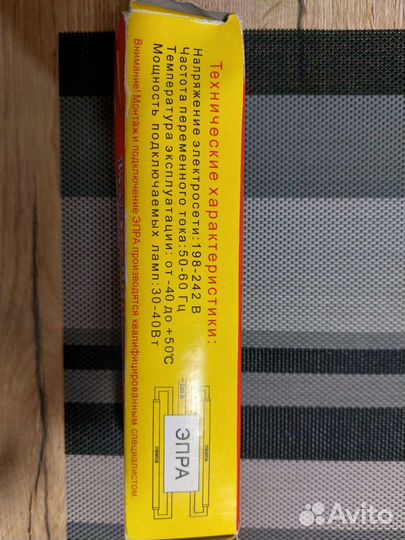 Технические характеристики:
Напряжение электросети: 198-242 В
Частота переменного тока: 50-60 Гц
Температура эксплуатации: от -40 до +50℃
Мощность подключаемых ламп: 30-40Вт
Внимание! Монтаж и подключение ЭПРА производятся квалифицированным специалистом.
ЭПРА
Avito